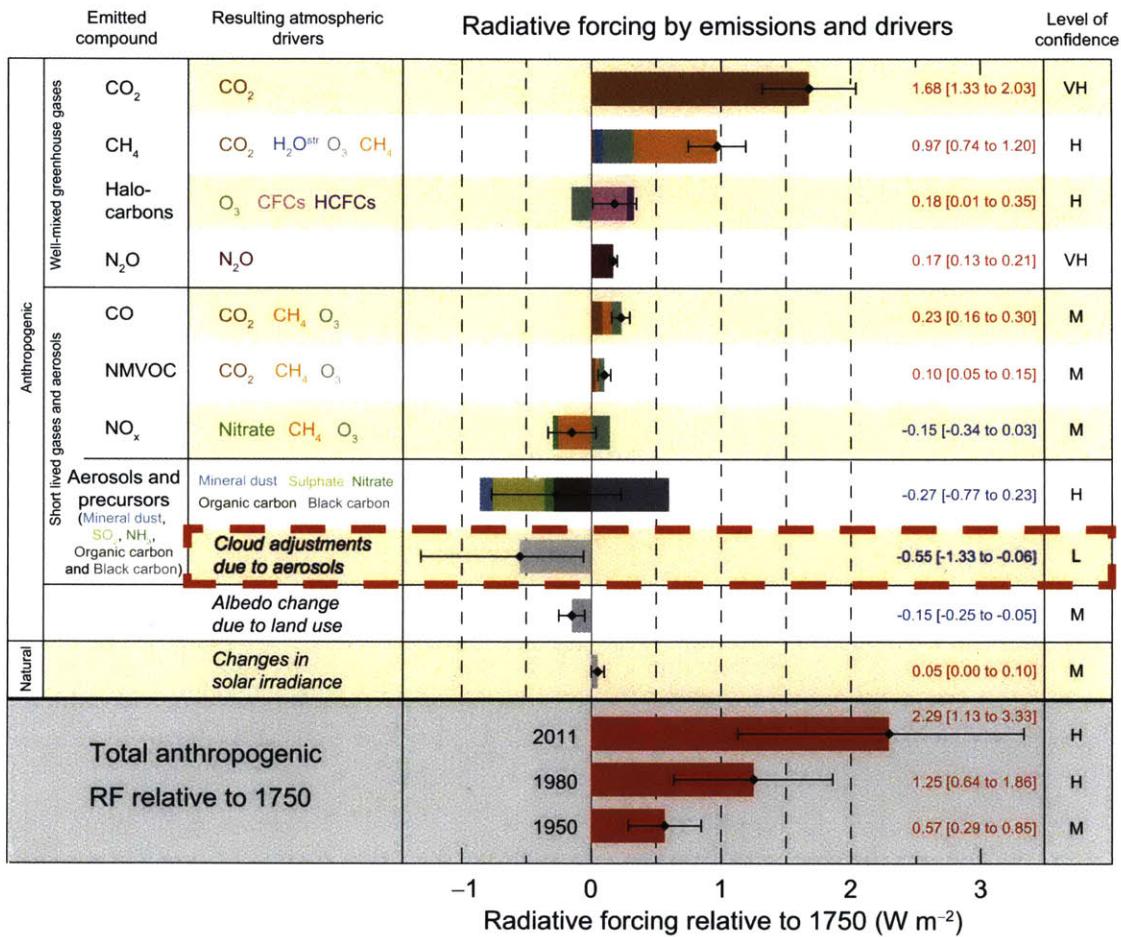 Emitted compound
Resulting atmospheric drivers
Radiative forcing by emissions and drivers
Level of confidence
Anthropogenic
Well-mixed greenhouse gases
CO₂
CO₂
1.68 [1.33 to 2.03]
VH
CH₄
CO₂ H₂Oˢᵗʳ O₃ CH₄
0.97 [0.74 to 1.20]
H
Halo-
carbons
O₃ CFCs HCFCs
0.18 [0.01 to 0.35]
H
N₂O
N₂O
0.17 [0.13 to 0.21]
VH
Short lived gases and aerosols
CO
CO₂ CH₄ O₃
0.23 [0.16 to 0.30]
M
NMVOC
CO₂ CH₄ O₃
0.10 [0.05 to 0.15]
M
NOₓ
Nitrate CH₄ O₃
-0.15 [-0.34 to 0.03]
M
Aerosols and
precursors
(Mineral dust,
SO₂, NH₃,
Organic carbon
and Black carbon)
Mineral dust Sulphate Nitrate
Organic carbon Black carbon
-0.27 [-0.77 to 0.23]
H
Cloud adjustments
due to aerosols
-0.55 [-1.33 to -0.06]
L
Albedo change
due to land use
-0.15 [-0.25 to -0.05]
M
Natural
Changes in
solar irradiance
0.05 [0.00 to 0.10]
M
Total anthropogenic
RF relative to 1750
2011
2.29 [1.13 to 3.33]
H
1980
1.25 [0.64 to 1.86]
H
1950
0.57 [0.29 to 0.85]
M
−1 0 1 2 3
Radiative forcing relative to 1750 (W m⁻²)